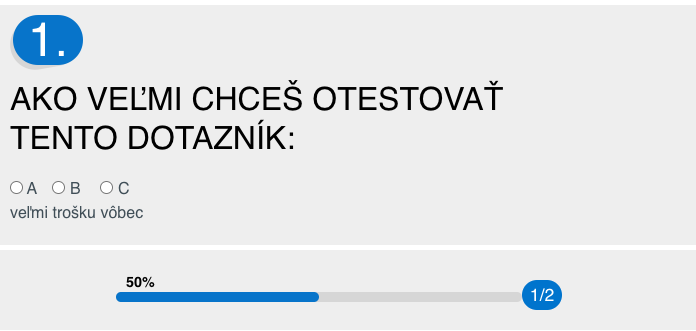 1.
AKO VEĽMI CHCEŠ OTESTOVAŤ
TENTO DOTAZNÍK:
A B C
veľmi trošku vôbec
50%
1/2